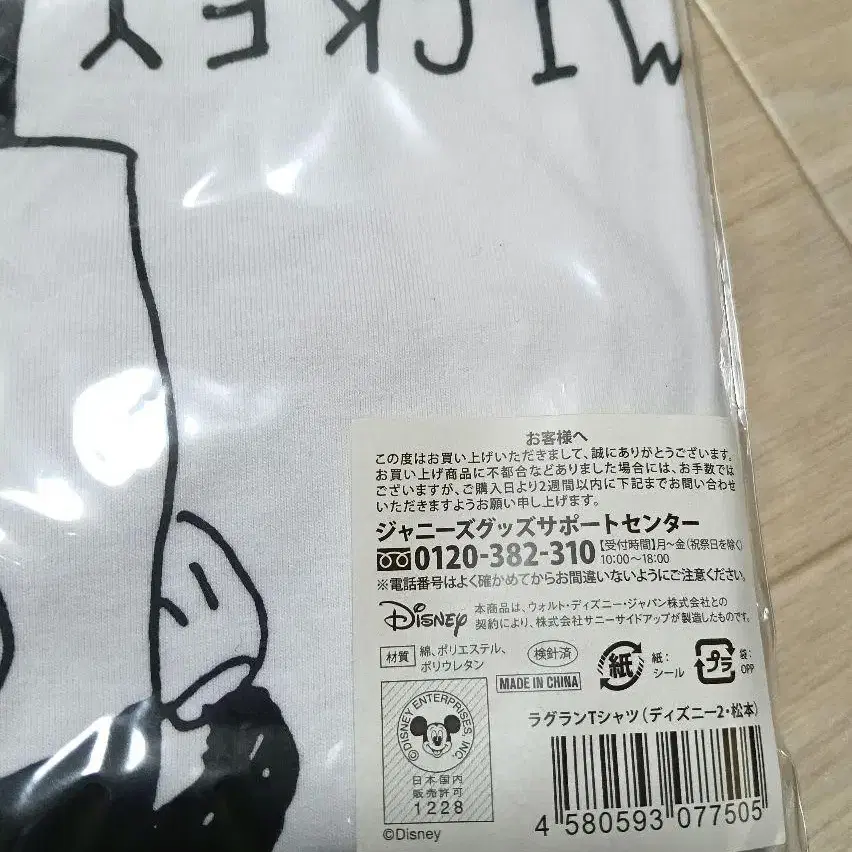 MICKEY
お客様へ
この度はお買い上げいただきまして、誠にありがとうございます。
お買い上げ商品に不都合などありました場合には、お手数では
ございますが、ご購入日より2週間以内に下記までお問い合わせ
いただきますようお願い申し上げます。
ジャニーズグッズサポートセンター
0120-382-310 【受付時間】月~金(祝祭日を除く)
10:00~18:00
※電話番号はよく確かめてからお間違いないようにご注意ください。
Disney 本商品は、ウォルト・ディズニー・ジャパン株式会社との
契約により、株式会社サニーサイドアップが製造したものです。
材質 綿、ポリエステル、
ポリウレタン
検針済
MADE IN CHINA
紙 紙:
シール
プラ 袋:
OPP
©DISNEY ENTERPRISES, INC.
日本国内
販売許可
1228
©Disney
ラグランTシャツ(ディズニー2・松本)
4 580593 077505